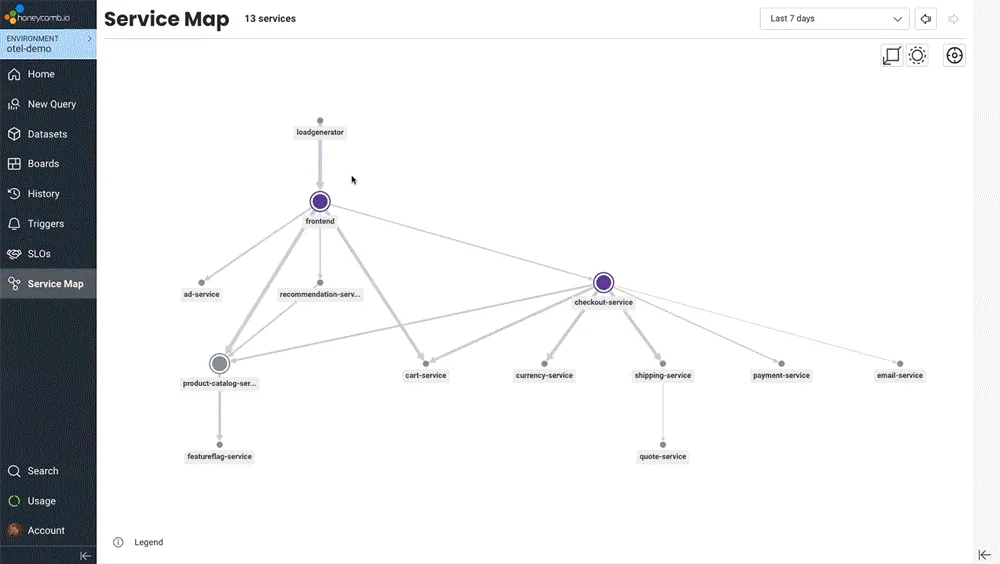 honeycomb.io
Service Map
13 services
Last 7 days
ENVIRONMENT
otel-demo
Home
New Query
Datasets
Boards
History
Triggers
SLOs
Service Map
Search
Usage
Account
loadgenerator
frontend
ad-service
recommendation-serv...
checkout-service
product-catalog-ser...
cart-service
currency-service
shipping-service
payment-service
email-service
featureflag-service
quote-service
Legend